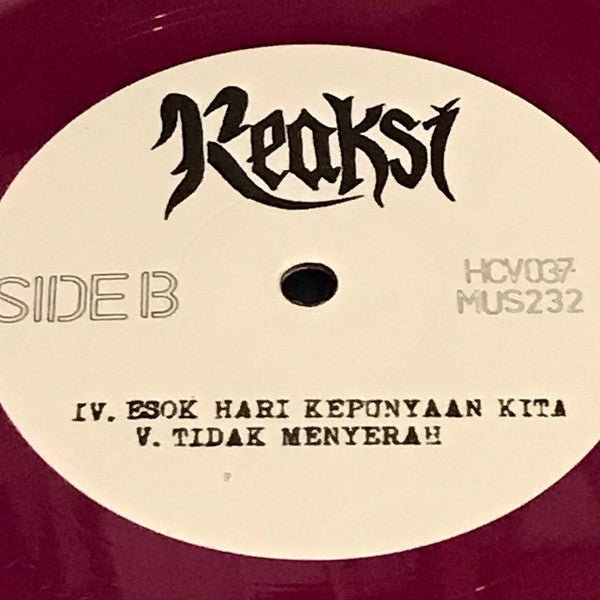 Reaksi
SIDE B
HCV037
MUS232
IV. ESOK HARI KEPUNYAAN KITA
V. TIDAK MENYERAH